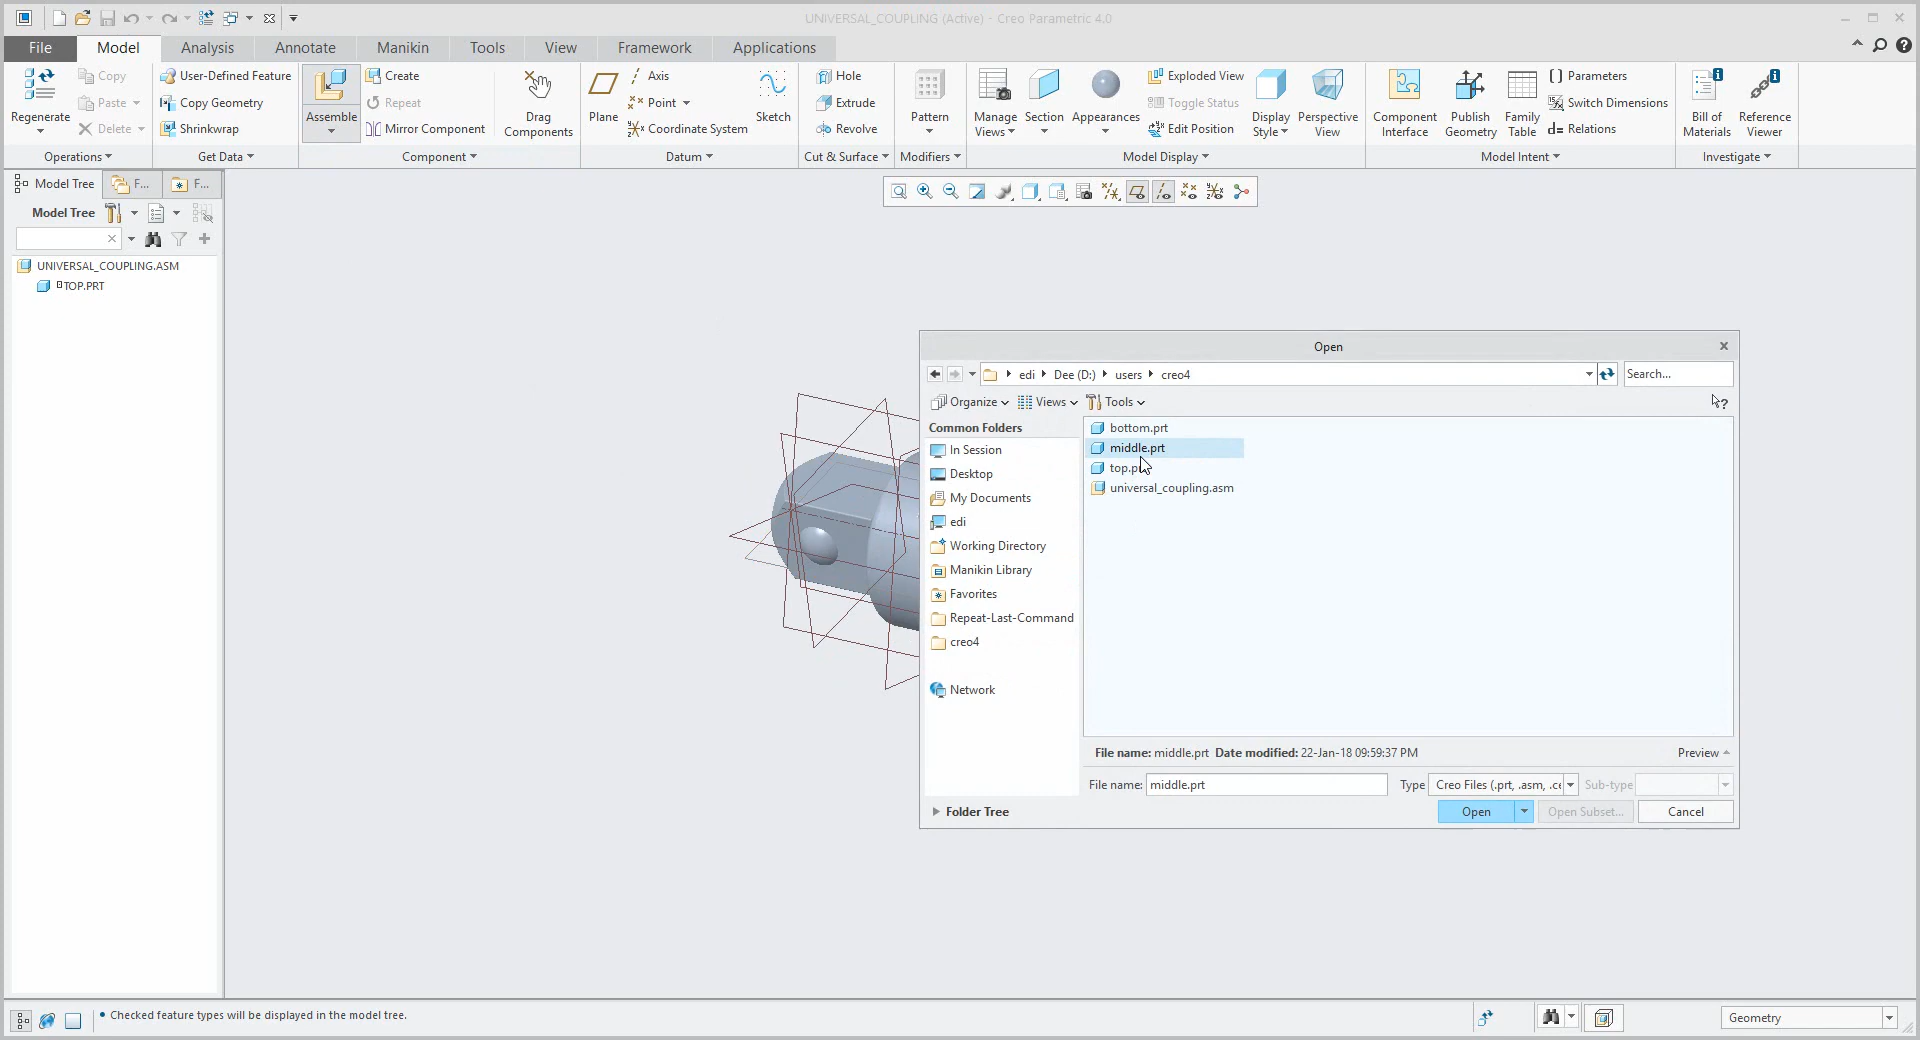 UNIVERSAL_COUPLING (Active) - Creo Parametric 4.0
File Model Analysis Annotate Manikin Tools View Framework Applications
Regenerate
Copy
Paste
Delete
User-Defined Feature
Copy Geometry
Shrinkwrap
Assemble
Create
Repeat
Mirror Component
Drag
Components
Plane
Axis
Point
Coordinate System
Sketch
Hole
Extrude
Revolve
Pattern
Manage
Views
Section
Appearances
Exploded View
Toggle Status
Edit Position
Display
Style
Perspective
View
Component
Interface
Publish
Geometry
Family
Table
Parameters
Switch Dimensions
Relations
Bill of
Materials
Reference
Viewer
Operations Get Data Component Datum Cut & Surface Modifiers Model Display Model Intent Investigate
Model Tree F... F...
Model Tree
UNIVERSAL_COUPLING.ASM
TOP.PRT
Open
edi Dee (D:) users creo4
Search...
Organize Views Tools
Common Folders
In Session
Desktop
My Documents
edi
Working Directory
Manikin Library
Favorites
Repeat-Last-Command
creo4
Network
bottom.prt
middle.prt
universal_coupling.asm
File name: middle.prt Date modified: 22-Jan-18 09:59:37 PM
Preview
File name: middle.prt
Type Creo Files (.prt, .asm, .ce
Sub-type
Folder Tree
Open Open Subset... Cancel
Checked feature types will be displayed in the model tree.
Geometry